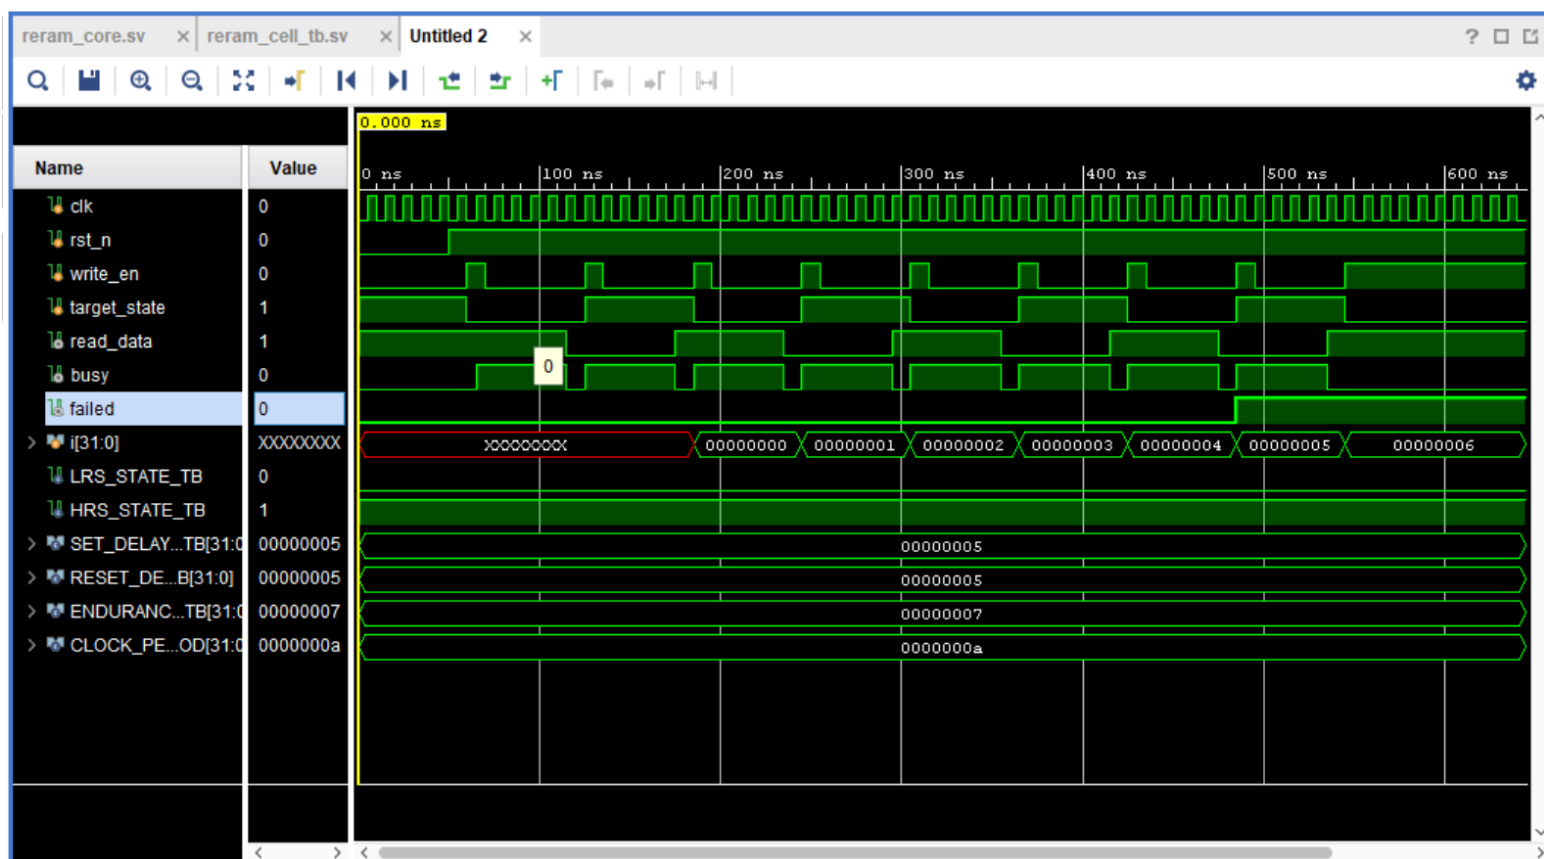 reram_core.sv × reram_cell_tb.sv × Untitled 2 × ?
0.000 ns
Name Value 0 ns 100 ns 200 ns 300 ns 400 ns 500 ns 600 ns
clk 0
rst_n 0
write_en 0
target_state 1
read_data 1
busy 0 0
failed 0
> i[31:0] XXXXXXXX XXXXXXXX 00000000 00000001 00000002 00000003 00000004 00000005 00000006
LRS_STATE_TB 0
HRS_STATE_TB 1
> SET_DELAY...TB[31:0 00000005 00000005
> RESET_DE...B[31:0] 00000005 00000005
> ENDURANC...TB[31:0 00000007 00000007
> CLOCK_PE...OD[31:0 0000000a 0000000a